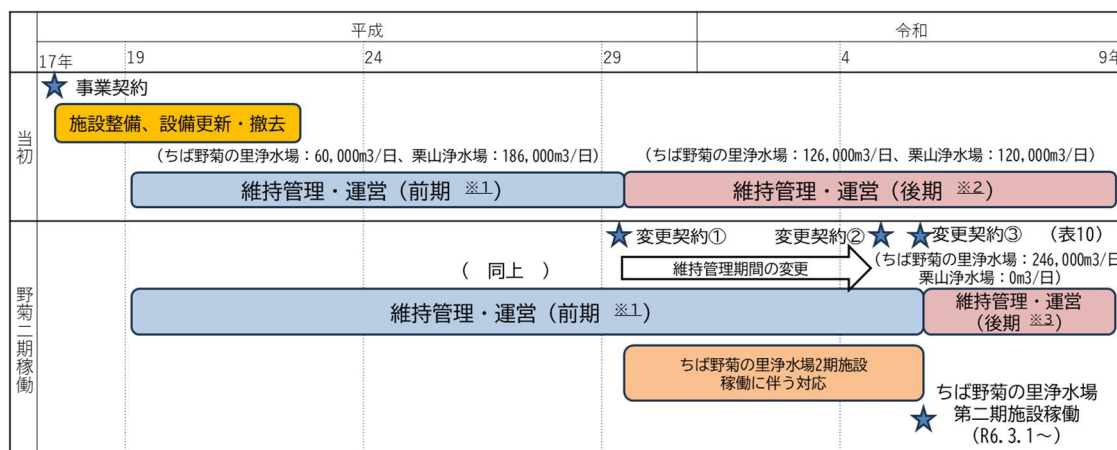 平成
令和
17年
19
24
29
4
9年
当初
事業契約
施設整備、設備更新・撤去
（ちば野菊の里浄水場：60,000m3/日、栗山浄水場：186,000m3/日）
（ちば野菊の里浄水場：126,000m3/日、栗山浄水場：120,000m3/日）
維持管理・運営（前期 ※1）
維持管理・運営（後期 ※2）
野菊二期稼働
変更契約①
変更契約②
変更契約③　（表10）
（　同上　）
維持管理期間の変更
（ちば野菊の里浄水場：246,000m3/日
栗山浄水場：0m3/日）
維持管理・運営（前期 ※1）
維持管理・運営
（後期 ※3）
ちば野菊の里浄水場2期施設
稼働に伴う対応
ちば野菊の里浄水場
第二期施設稼働
（R6.3.1～）